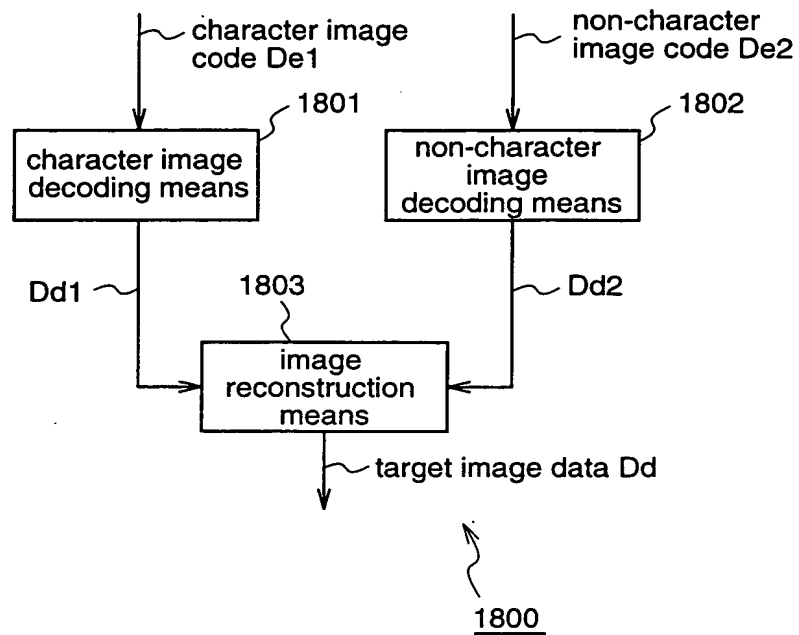 character image
code De1
non-character
image code De2
1801
1802
character image
decoding means
non-character
image
decoding means
Dd1
1803
Dd2
image
reconstruction
means
target image data Dd
1800